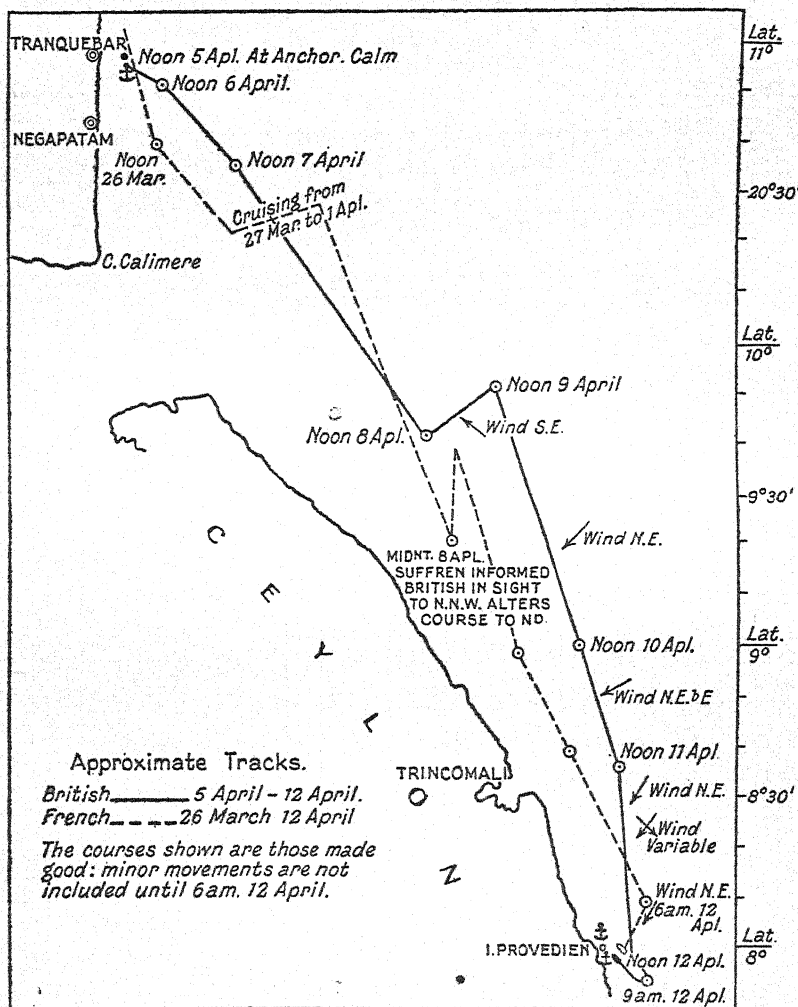 Lat.
11°
TRANQUEBAR
Noon 5 Apl. At Anchor. Calm
Noon 6 April.
NEGAPATAM
Noon
26 Mar.
Noon 7 April
Cruising from
27 Mar. to 1 Apl.
20°30'
C. Calimere
Lat.
10°
Noon 9 April
Noon 8 Apl.
Wind S.E.
9°30'
Wind N.E.
MIDNT. 8 APL.
SUFFREN INFORMED
BRITISH IN SIGHT
TO N.N.W. ALTERS
COURSE TO ND.
CEYLON
Noon 10 Apl.
Lat.
9°
Wind N.E.bE
Noon 11 Apl.
TRINCOMALI
Wind N.E.
8°30'
Wind
Variable
Approximate Tracks.
British 5 April - 12 April.
French 26 March 12 April
The courses shown are those made
good: minor movements are not
included until 6am. 12 April.
Wind N.E.
6am. 12
Apl.
I. PROVEDIEN
Noon 12 Apl.
9am. 12 Apl.
Lat.
8°